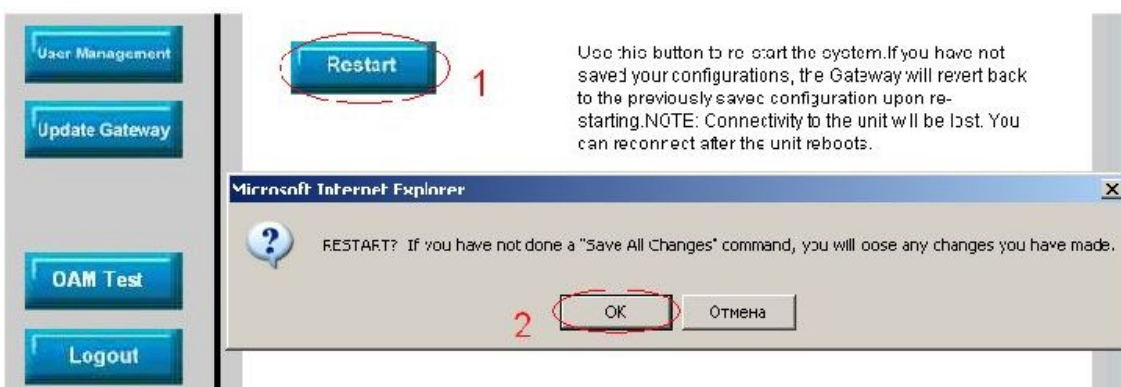 User Management
Update Gateway
OAM Test
Logout
Restart
1
Use this button to re-start the system.If you have not
saved your configurations, the Gateway will revert back
to the previously saved configuration upon re-
starting.NOTE: Connectivity to the unit will be lost. You
can reconnect after the unit reboots.
Microsoft Internet Explorer
RESTART? If you have not done a "Save All Changes" command, you will loose any changes you have made.
2
OK
Отмена